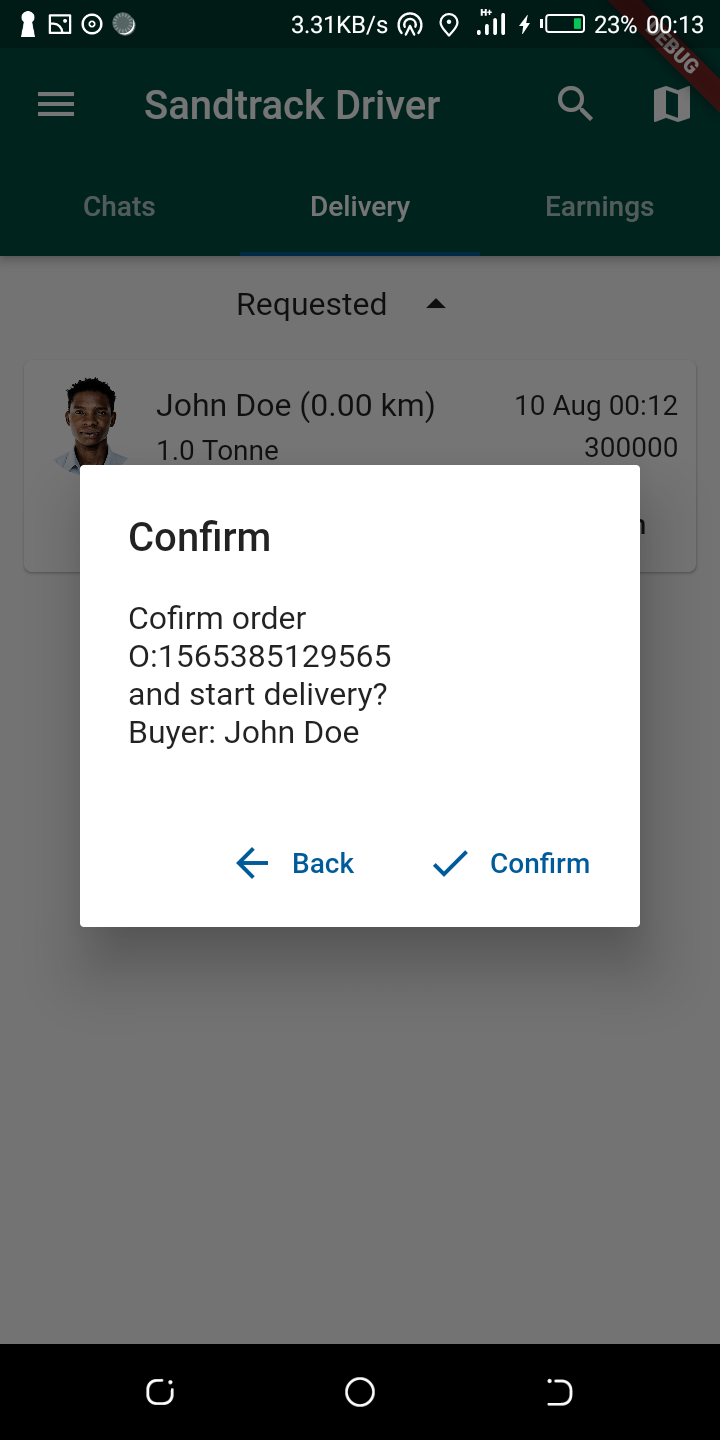 3.31KB/s H+ 23% 00:13
DEBUG
Sandtrack Driver
Chats Delivery Earnings
Requested
John Doe (0.00 km) 10 Aug 00:12
1.0 Tonne 300000
Confirm
Cofirm order
O:1565385129565
and start delivery?
Buyer: John Doe
Back Confirm